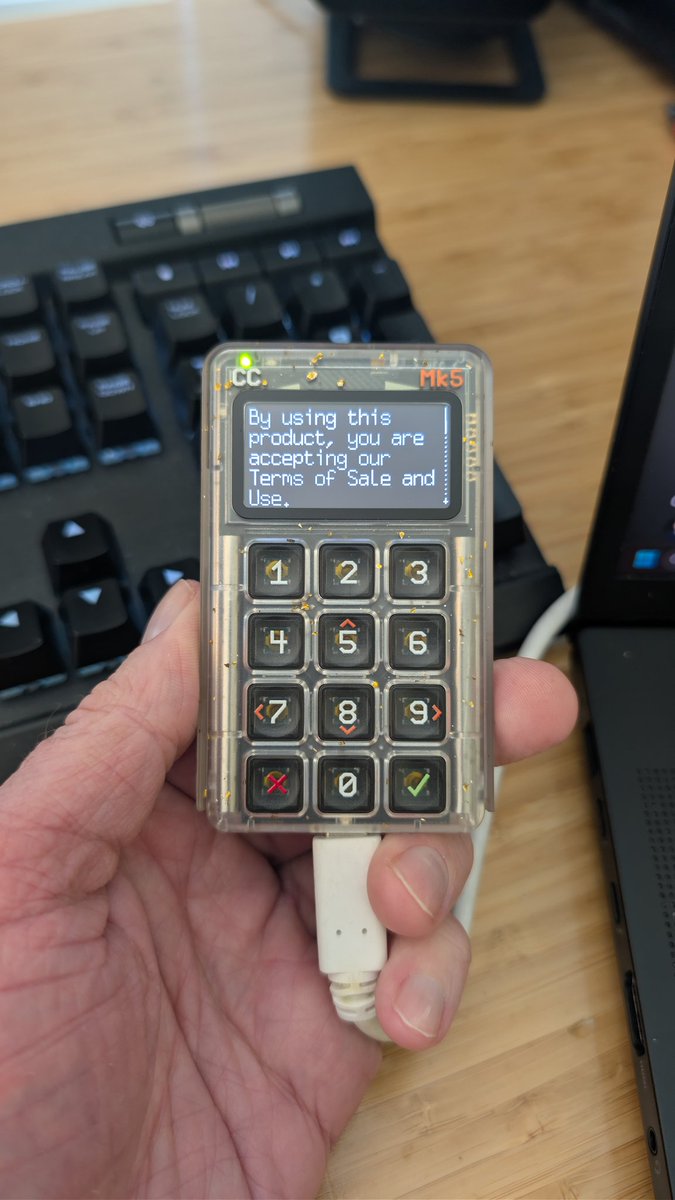 CC.
Mk5
By using this
product, you are
accepting our
Terms of Sale and
Use.
1 2 3
4 5 6
7 8 9
0